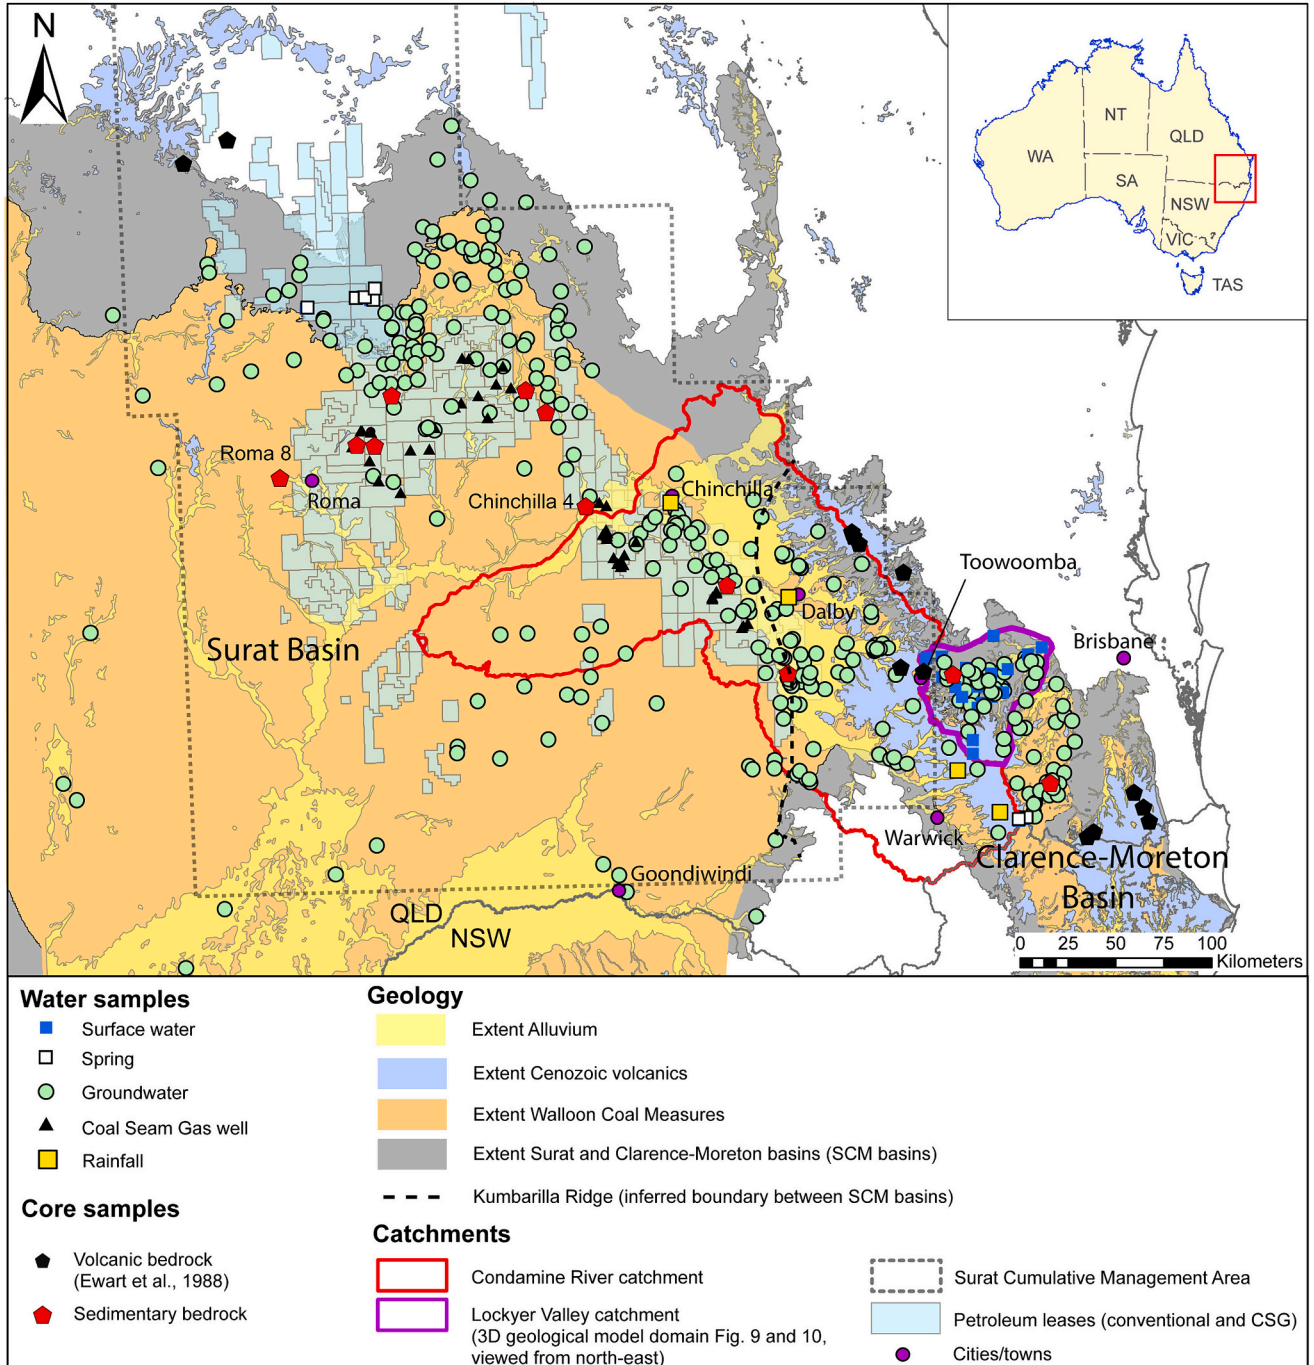 N
WA
NT
QLD
SA
NSW
VIC
TAS
Roma 8
Roma
Chinchilla 4
Chinchilla
Toowoomba
Dalby
Brisbane
Surat Basin
Warwick
Clarence-Moreton
Basin
Goondiwindi
QLD
NSW
0 25 50 75 100
Kilometers
Water samples
Surface water
Spring
Groundwater
Coal Seam Gas well
Rainfall
Core samples
Volcanic bedrock
(Ewart et al., 1988)
Sedimentary bedrock
Geology
Extent Alluvium
Extent Cenozoic volcanics
Extent Walloon Coal Measures
Extent Surat and Clarence-Moreton basins (SCM basins)
Kumbarilla Ridge (inferred boundary between SCM basins)
Catchments
Condamine River catchment
Lockyer Valley catchment
(3D geological model domain Fig. 9 and 10,
viewed from north-east)
Surat Cumulative Management Area
Petroleum leases (conventional and CSG)
Cities/towns